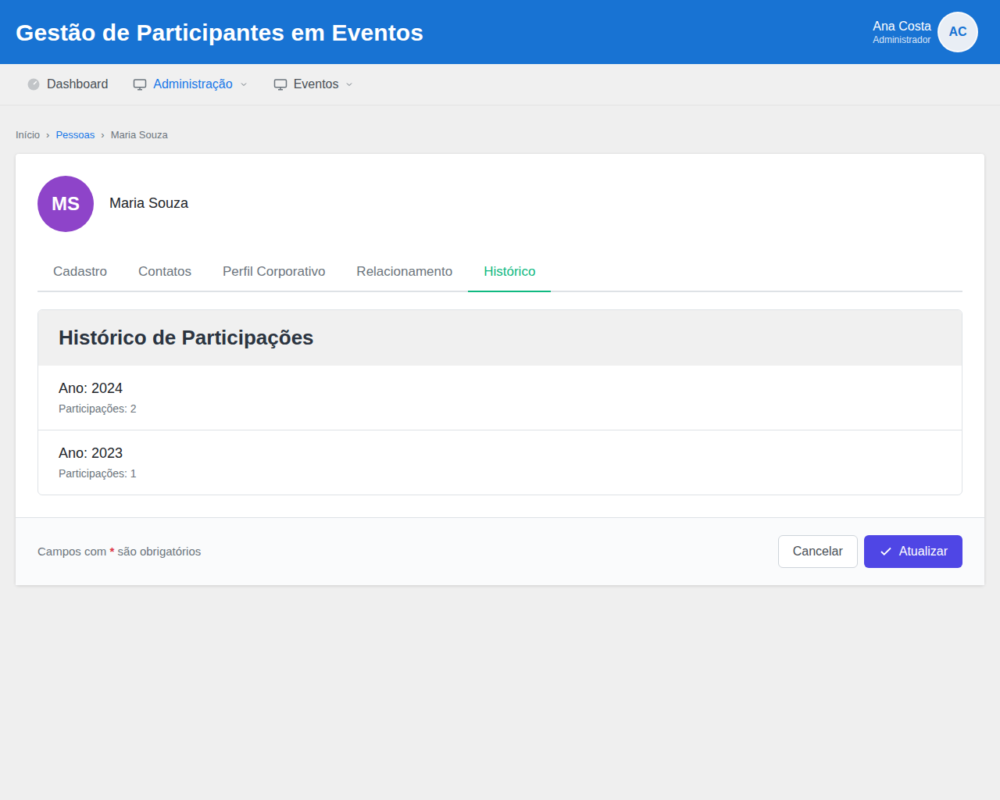 Gestão de Participantes em Eventos
Ana Costa
Administrador
AC
Dashboard
Administração
Eventos
Início › Pessoas › Maria Souza
MS
Maria Souza
Cadastro
Contatos
Perfil Corporativo
Relacionamento
Histórico
Histórico de Participações
Ano: 2024
Participações: 2
Ano: 2023
Participações: 1
Campos com * são obrigatórios
Cancelar
Atualizar